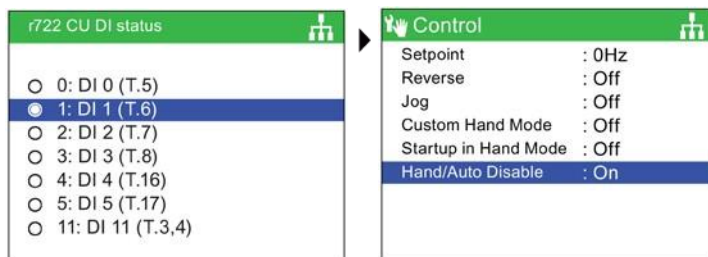 r722 CU DI status
0: DI 0 (T.5)
1: DI 1 (T.6)
2: DI 2 (T.7)
3: DI 3 (T.8)
4: DI 4 (T.16)
5: DI 5 (T.17)
11: DI 11 (T.3,4)
Control
Setpoint : 0Hz
Reverse : Off
Jog : Off
Custom Hand Mode : Off
Startup in Hand Mode : Off
Hand/Auto Disable : On